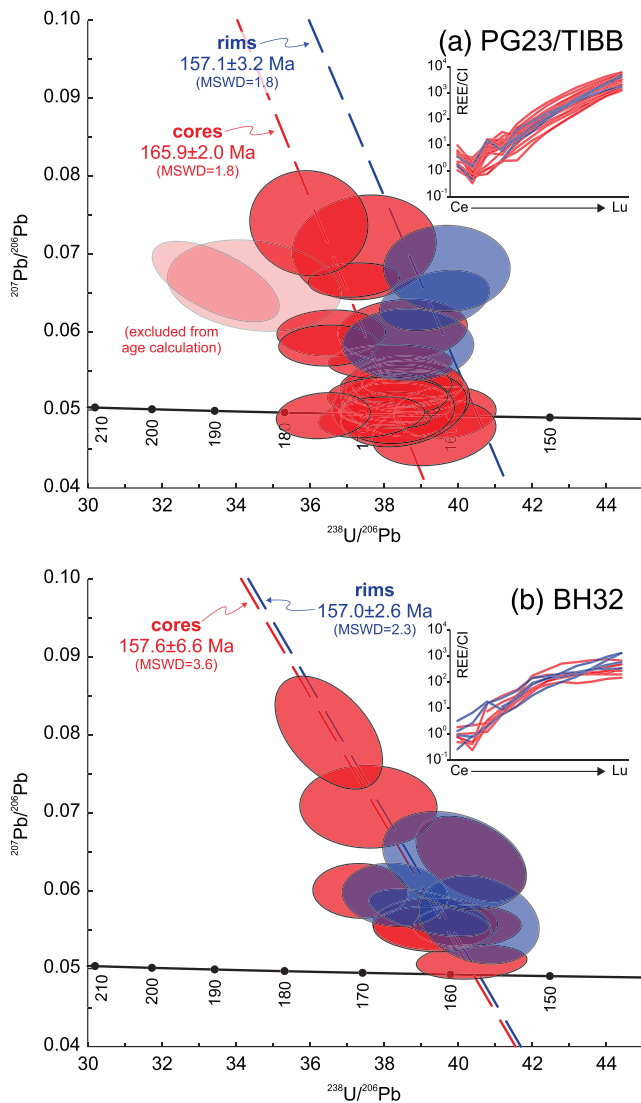 (a) PG23/TIBB
rims
157.1±3.2 Ma
(MSWD=1.8)
cores
165.9±2.0 Ma
(MSWD=1.8)
REE/CI
10⁴
10³
10²
10¹
10⁰
10⁻¹
Ce
Lu
(excluded from
age calculation)
²⁰⁷Pb/²⁰⁶Pb
0.10
0.09
0.08
0.07
0.06
0.05
0.04
210
200
190
180
160
150
30
32
34
36
38
40
42
44
²³⁸U/²⁰⁶Pb
(b) BH32
rims
157.0±2.6 Ma
(MSWD=2.3)
cores
157.6±6.6 Ma
(MSWD=3.6)
REE/CI
10⁴
10³
10²
10¹
10⁰
10⁻¹
Ce
Lu
²⁰⁷Pb/²⁰⁶Pb
0.10
0.09
0.08
0.07
0.06
0.05
0.04
210
200
190
180
170
160
150
30
32
34
36
38
40
42
44
²³⁸U/²⁰⁶Pb